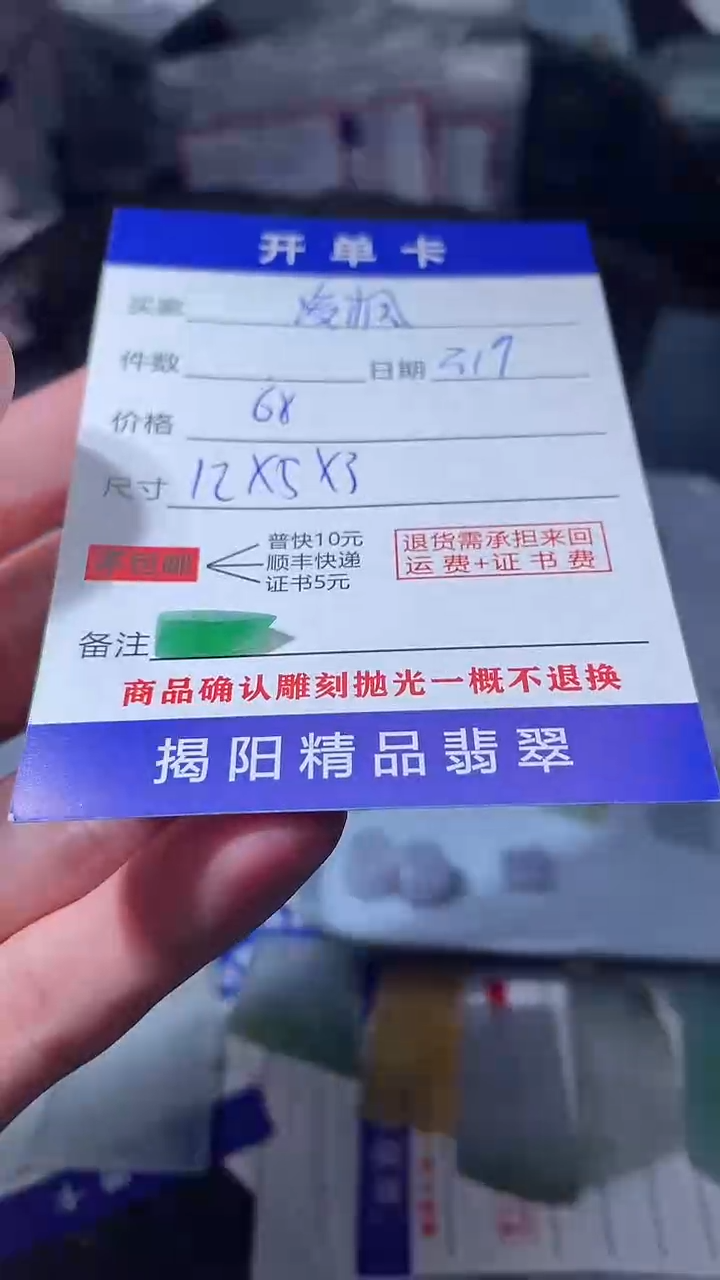 开单卡
买家 凌枫
件数 日期 317
价格 68
尺寸 12X5X3
不包邮
普快10元
顺丰快递
证书5元
退货需承担来回
运费+证书费
备注
商品确认雕刻抛光一概不退换
揭阳精品翡翠